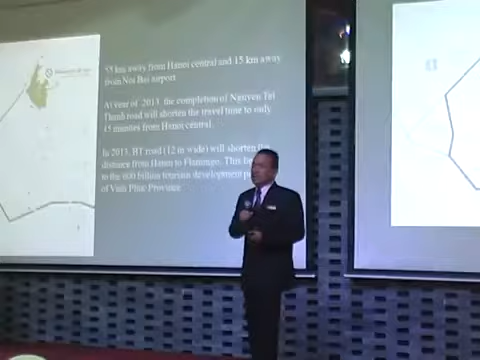 55 km away from Hanoi central and 15 km away
from Noi Bai airport.
At year of 2013 the completion of Nguyen Tat
Thanh road will shorten the travel time to only
45 minutes from Hanoi central.
In 2013, BT road (12 m wide) will shorten the
distance from Hanoi to Flamingo. This
to the 600 billion tourism development
of Vinh Phuc Province